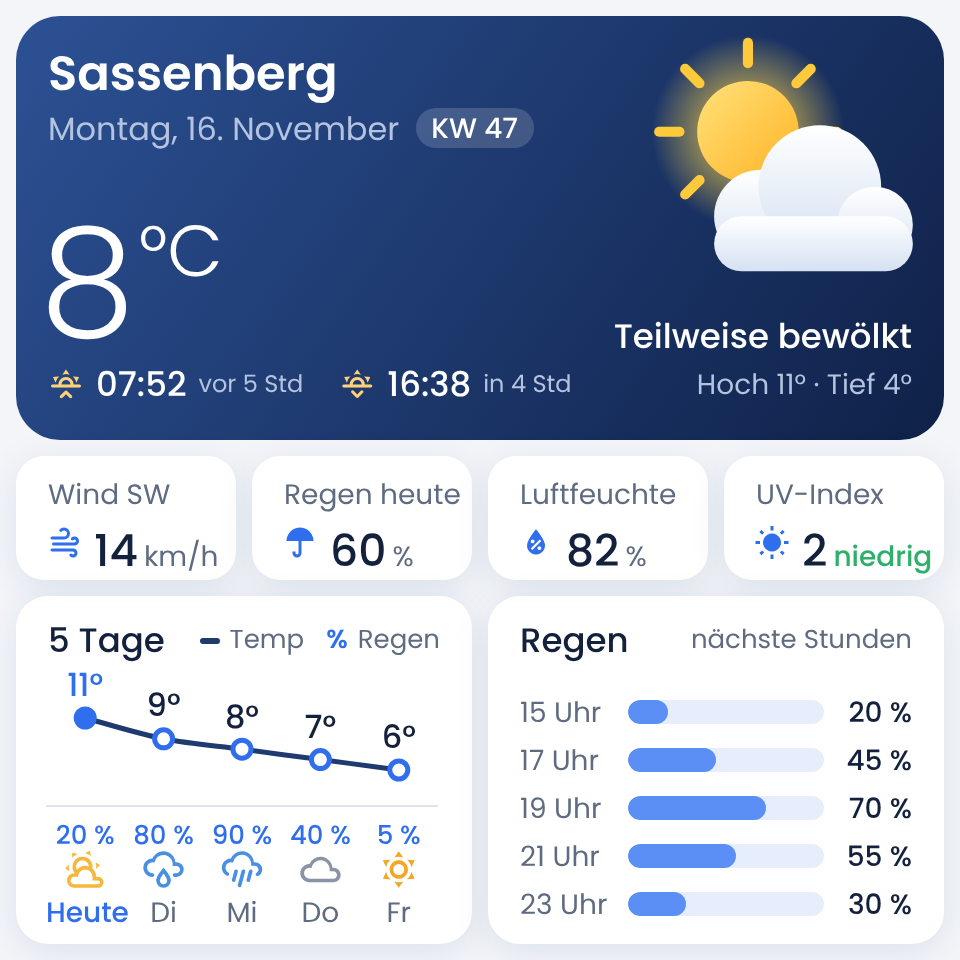 Sassenberg
Montag, 16. November KW 47
8 °C
Teilweise bewölkt
07:52 vor 5 Std 16:38 in 4 Std Hoch 11° · Tief 4°
Wind SW
14 km/h
Regen heute
60 %
Luftfeuchte
82 %
UV-Index
2 niedrig
5 Tage Temp % Regen
11° 9° 8° 7° 6°
20 % 80 % 90 % 40 % 5 %
Heute Di Mi Do Fr
Regen nächste Stunden
15 Uhr 20 %
17 Uhr 45 %
19 Uhr 70 %
21 Uhr 55 %
23 Uhr 30 %